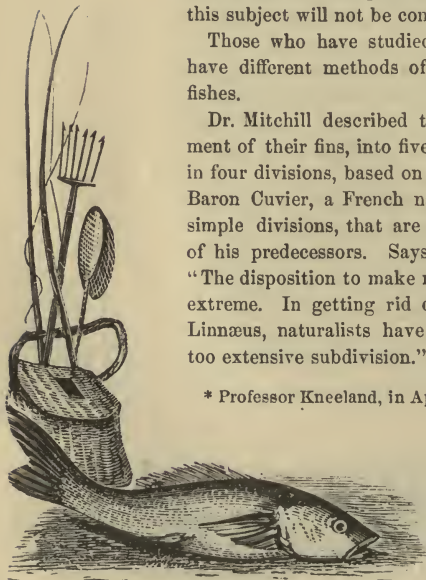 this subject will not be con
Those who have studied
have different methods of
fishes.
Dr. Mitchill described t
ment of their fins, into five
in four divisions, based on
Baron Cuvier, a French n
simple divisions, that are
of his predecessors. Says
"The disposition to make
extreme. In getting rid o
Linnæus, naturalists have
too extensive subdivision."
* Professor Kneeland, in A